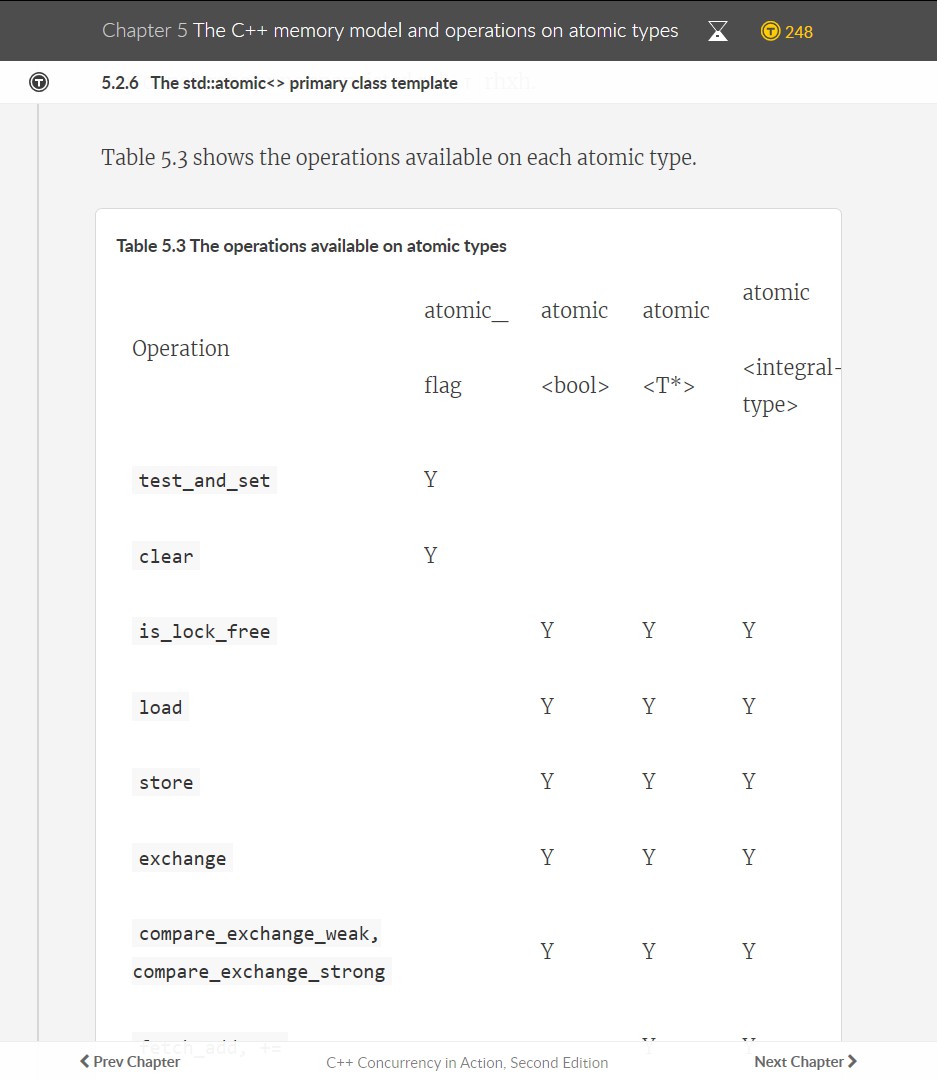 Chapter 5 The C++ memory model and operations on atomic types 248
5.2.6 The std::atomic<> primary class template
Table 5.3 shows the operations available on each atomic type.
Table 5.3 The operations available on atomic types
Operation atomic_ flag atomic <bool> atomic <T*> atomic <integral-type>
test_and_set Y
clear Y
is_lock_free Y Y Y
load Y Y Y
store Y Y Y
exchange Y Y Y
compare_exchange_weak,
compare_exchange_strong Y Y Y
fetch_add, += Y Y
Prev Chapter C++ Concurrency in Action, Second Edition Next Chapter